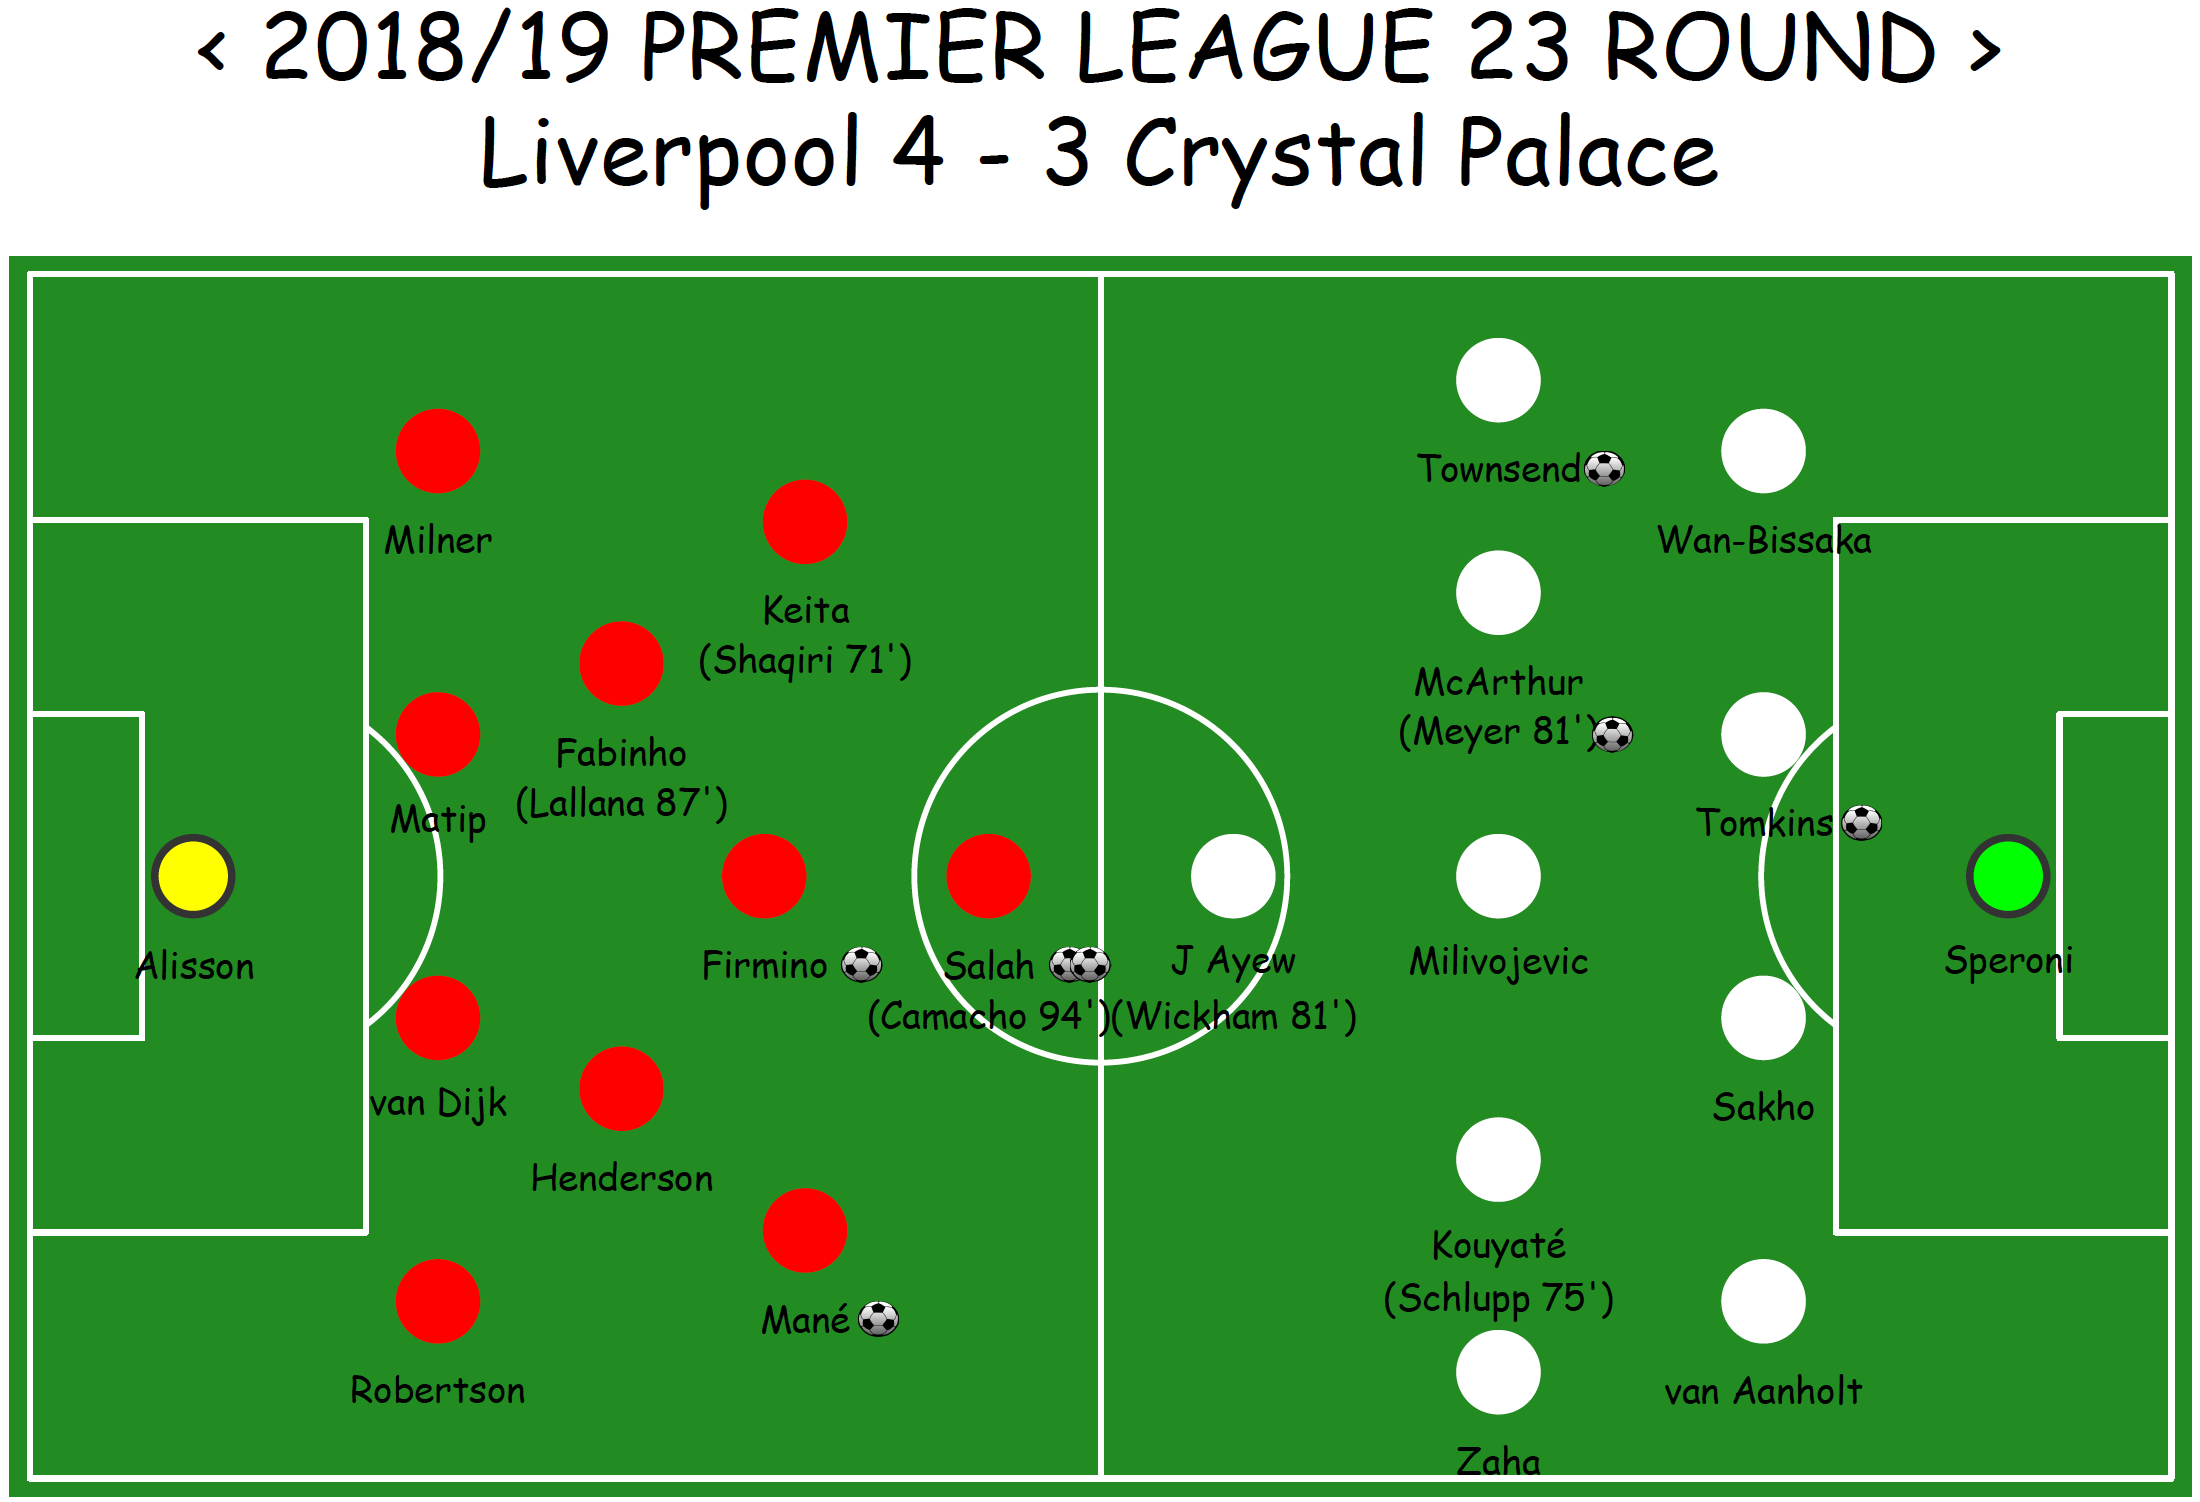 < 2018/19 PREMIER LEAGUE 23 ROUND >
Liverpool 4 - 3 Crystal Palace
Townsend
Milner
Wan-Bissaka
Keita
(Shaqiri 71')
McArthur
(Meyer 81')
Fabinho
(Lallana 87')
Matip
Tomkins
Alisson
Firmino
Salah
(Camacho 94')
J Ayew
(Wickham 81')
Milivojevic
Speroni
van Dijk
Sakho
Henderson
Kouyaté
(Schlupp 75')
Mané
Robertson
van Aanholt
Zaha